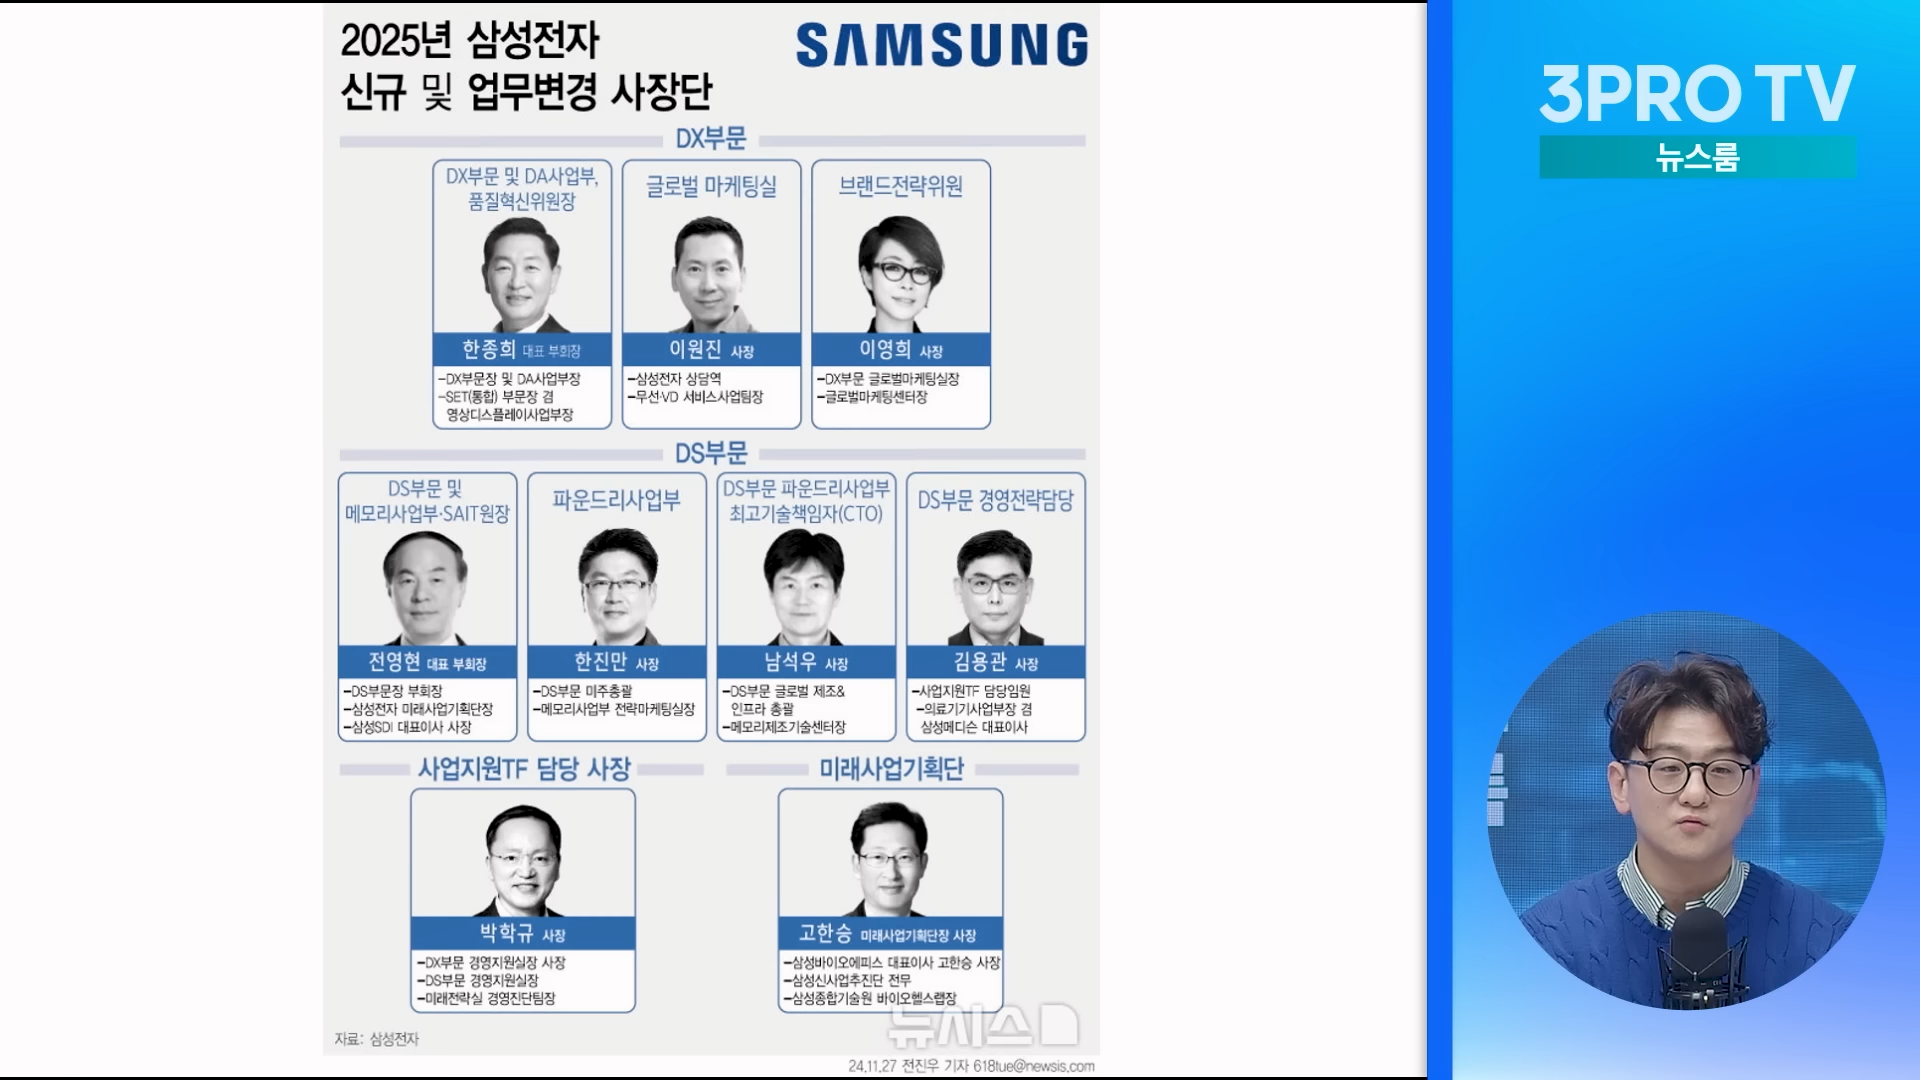 2025년 삼성전자
신규 및 업무변경 사장단
SAMSUNG
DX부문
DX부문 및 DA사업부,
품질혁신위원장
한종희 대표 부회장
-DX부문장 및 DA사업부장
-SET(통합) 부문장 겸
영상디스플레이사업부장
글로벌 마케팅실
이원진 사장
-삼성전자 상담역
-무선·VD 서비스사업팀장
브랜드전략위원
이영희 사장
-DX부문 글로벌마케팅실장
-글로벌마케팅센터장
DS부문
DS부문 및
메모리사업부·SAIT원장
전영현 대표 부회장
-DS부문장 부회장
-삼성전자 미래사업기획단장
-삼성SDI 대표이사 사장
파운드리사업부
한진만 사장
-DS부문 미주총괄
-메모리사업부 전략마케팅실장
DS부문 파운드리사업부
최고기술책임자(CTO)
남석우 사장
-DS부문 글로벌 제조&
인프라 총괄
-메모리제조기술센터장
DS부문 경영전략담당
김용관 사장
-사업지원TF 담당임원
-의료기기사업부장 겸
삼성메디슨 대표이사
사업지원TF 담당 사장
박학규 사장
-DX부문 경영지원실장 사장
-DS부문 경영지원실장
-미래전략실 경영진단팀장
미래사업기획단
고한승 미래사업기획단장 사장
-삼성바이오에피스 대표이사 고한승 사장
-삼성신사업추진단 전무
-삼성종합기술원 바이오헬스랩장
뉴시스
자료: 삼성전자
24.11.27 전진우 기자 618tue@newsis.com
3PRO TV
뉴스룸